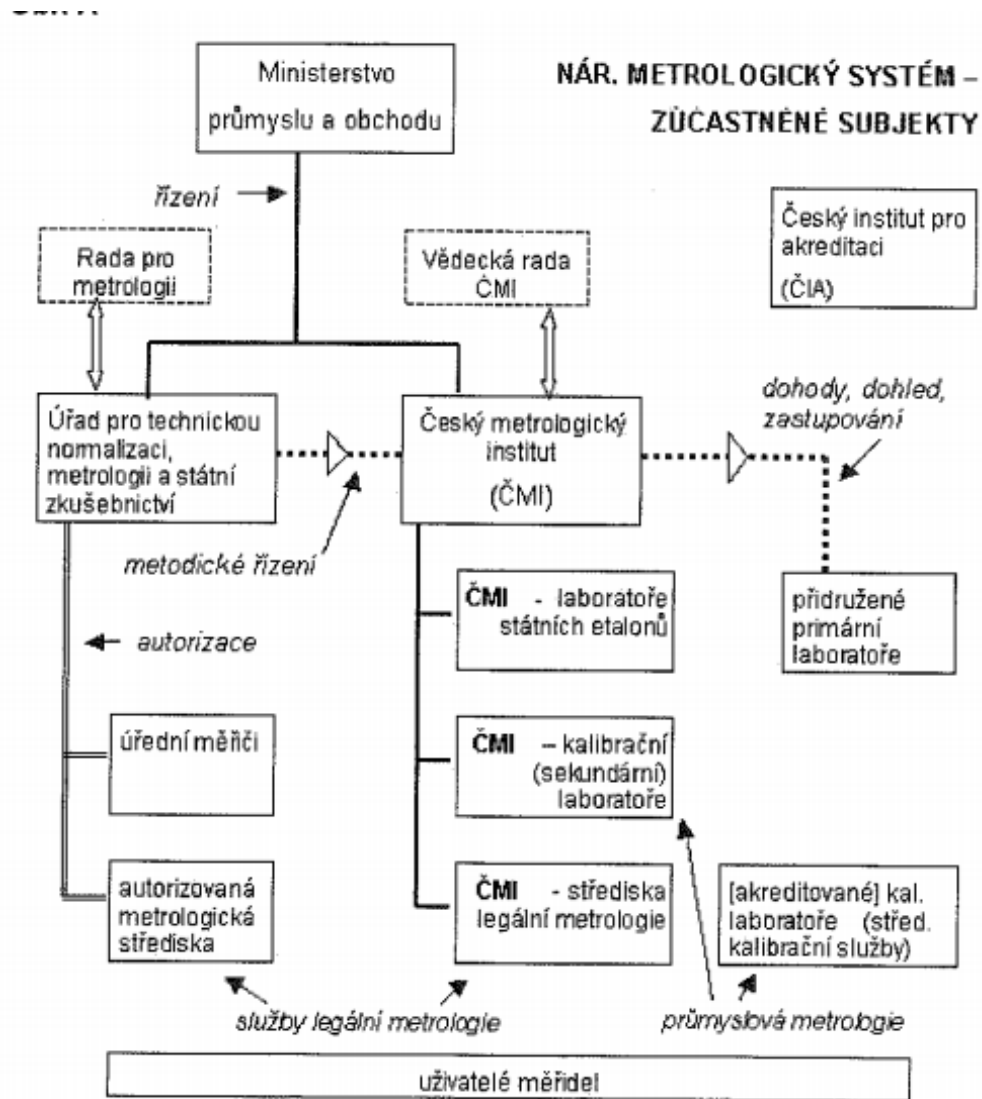 Ministerstvo
průmyslu a obchodu
NÁR. METROLOGICKÝ SYSTÉM –
ZÚČASTNĚNÉ SUBJEKTY
řízení
Český institut pro
akreditaci
(ČIA)
Rada pro
metrologii
Vědecká rada
ČMI
dohody, dohled,
zastupování
Úřad pro technickou
normalizaci,
metrologii a státní
zkušebnictví
Český metrologický
institut
(ČMI)
metodické řízení
ČMI - laboratoře
státních etalonů
přidružené
primární
laboratoře
autorizace
úřední měřiči
ČMI – kalibrační
(sekundární)
laboratoře
autorizovaná
metrologická
střediska
ČMI - střediska
legální metrologie
[akreditované] kal.
laboratoře (střed.
kalibrační služby)
služby legální metrologie
průmyslová metrologie
uživatelé měřidel